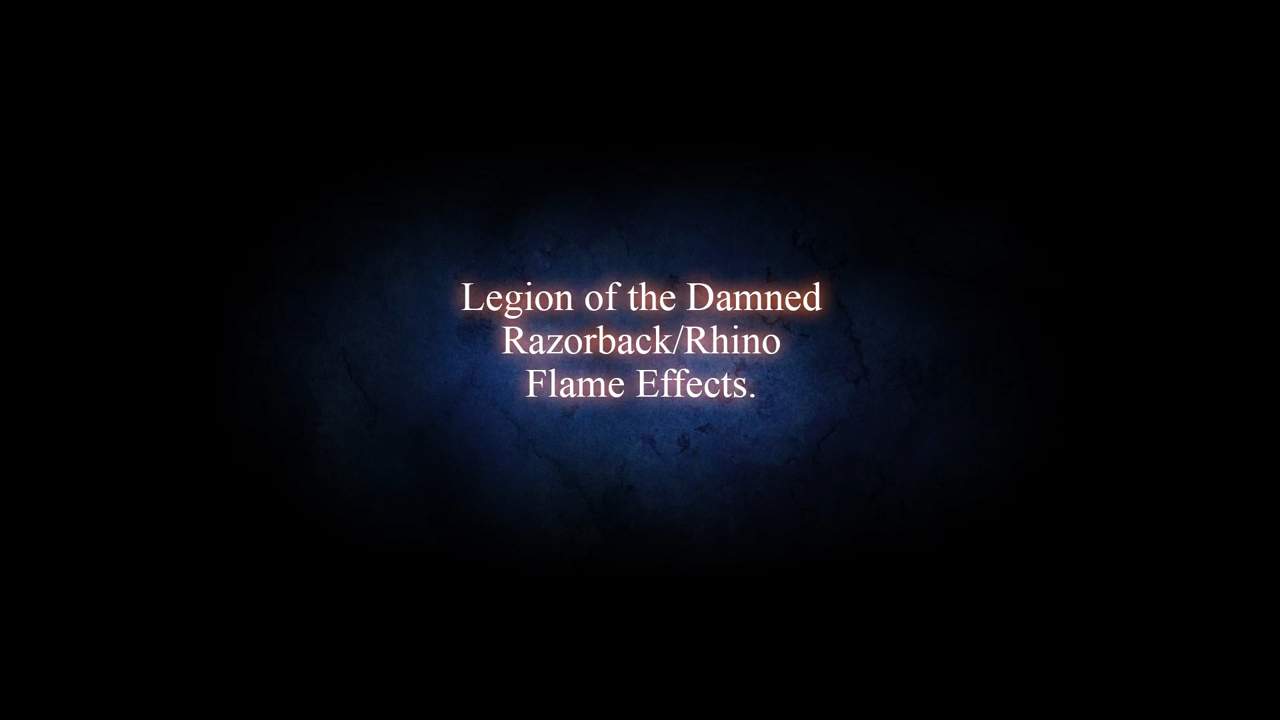 Legion of the Damned
Razorback/Rhino
Flame Effects.